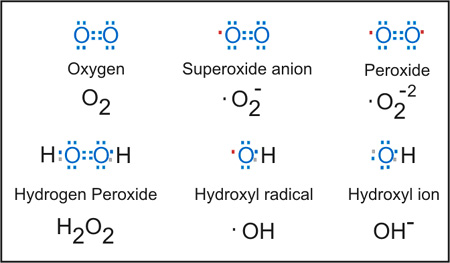 O::O
·O::O
·O::O·
Oxygen
Superoxide anion
Peroxide
O2
·O2-
·O2-2
H:O::O:H
·O:H
:O:H
Hydrogen Peroxide
Hydroxyl radical
Hydroxyl ion
H2O2
·OH
OH-